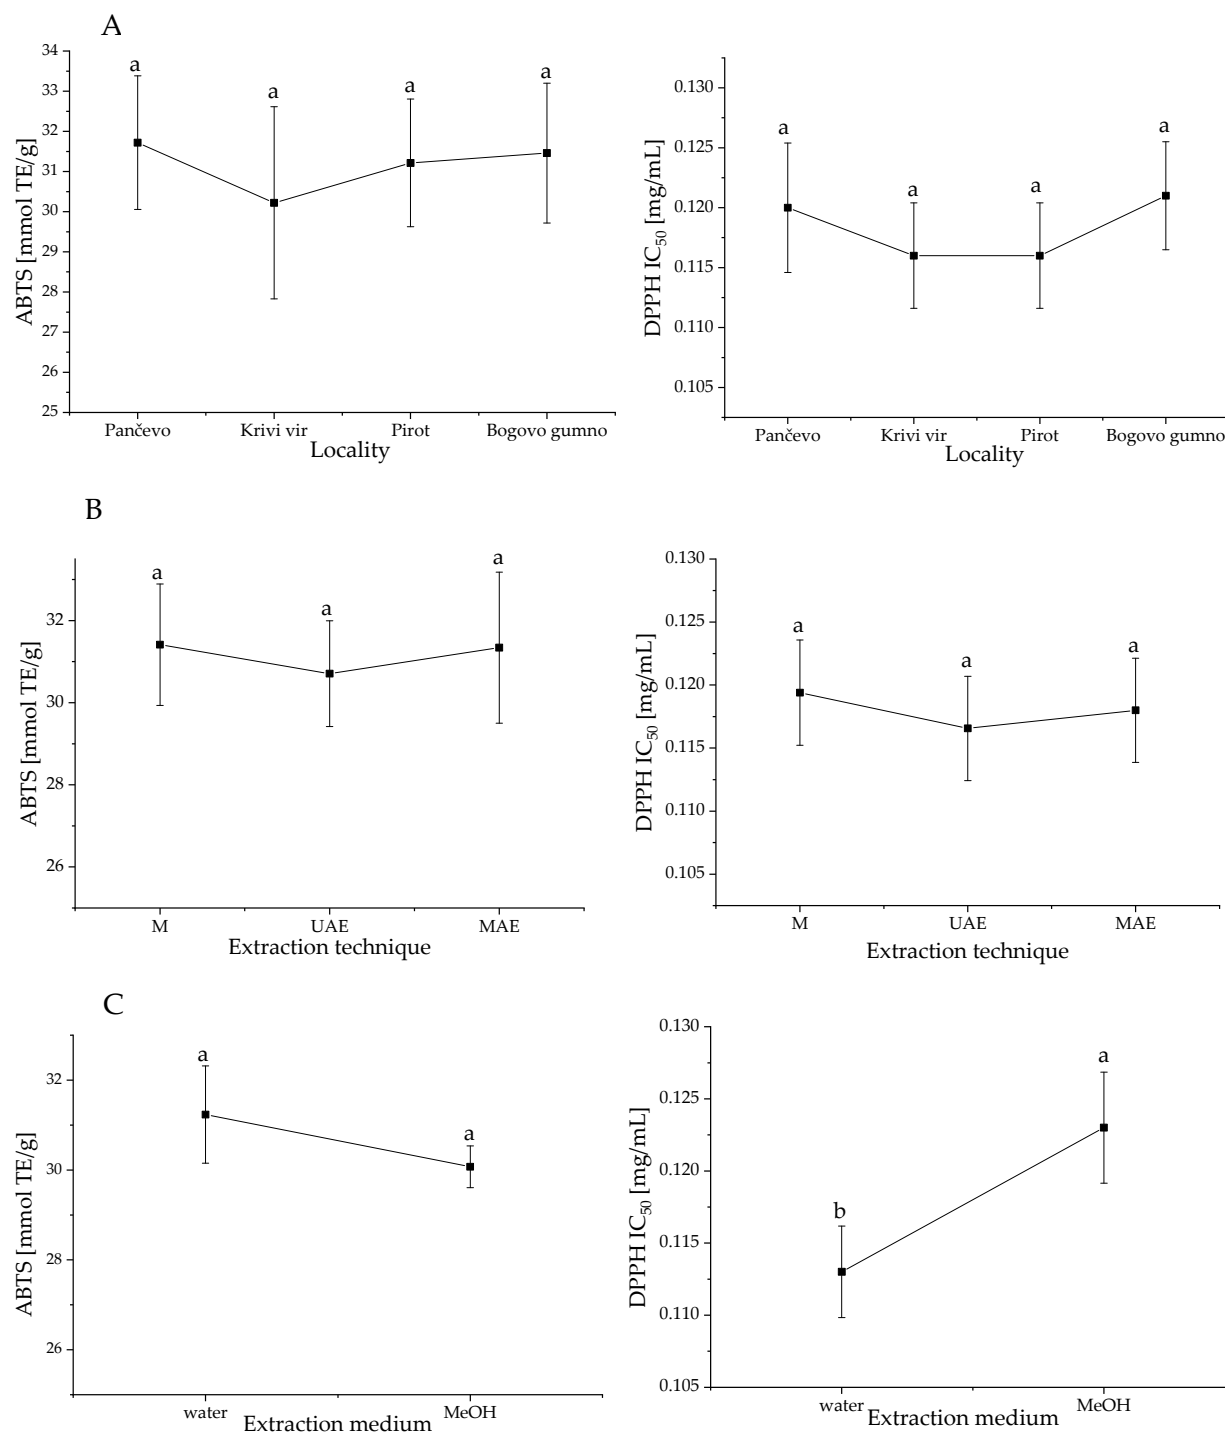 A
ABTS [mmol TE/g]
34
33
32
31
30
29
28
27
26
25
a
a
a
a
Pančevo
Krivi vir
Pirot
Bogovo gumno
Locality
DPPH IC50 [mg/mL]
0.130
0.125
0.120
0.115
0.110
0.105
a
a
a
a
Pančevo
Krivi vir
Pirot
Bogovo gumno
Locality
B
ABTS [mmol TE/g]
32
30
28
26
a
a
a
M
UAE
MAE
Extraction technique
DPPH IC50 [mg/mL]
0.130
0.125
0.120
0.115
0.110
0.105
a
a
a
M
UAE
MAE
Extraction technique
C
ABTS [mmol TE/g]
32
30
28
26
a
a
water
MeOH
Extraction medium
DPPH IC50 [mg/mL]
0.130
0.125
0.120
0.115
0.110
0.105
b
a
water
MeOH
Extraction medium